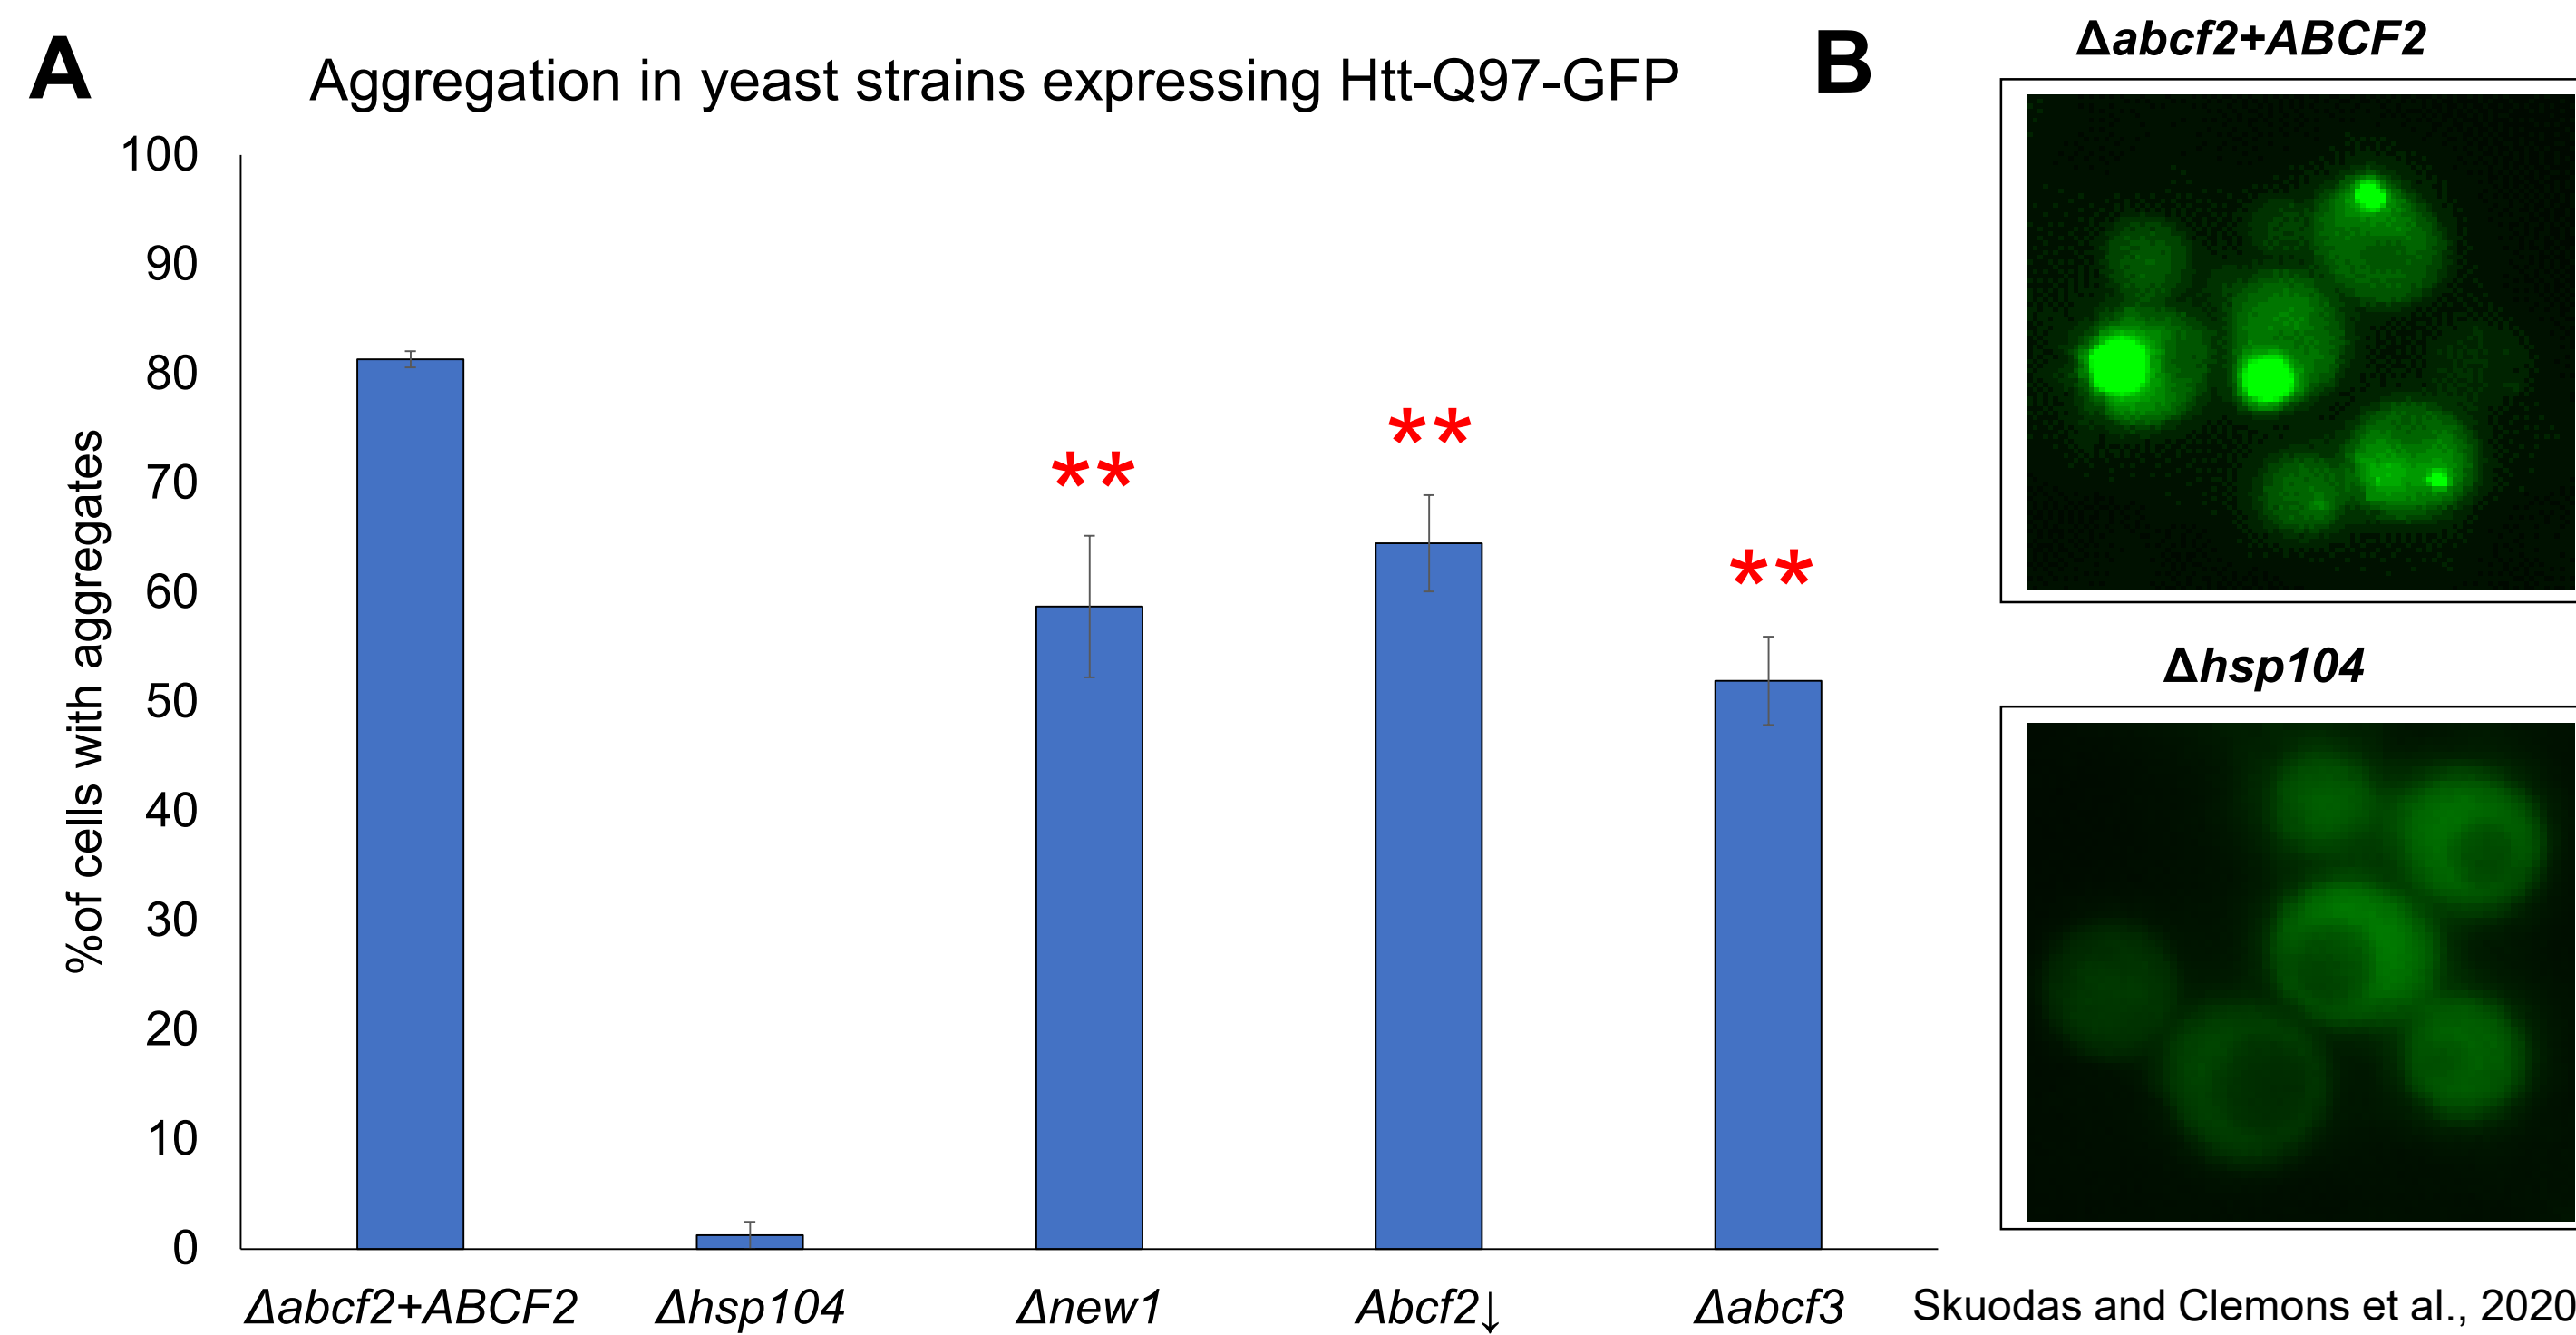 A
Aggregation in yeast strains expressing Htt-Q97-GFP
B
Δabcf2+ABCF2
100
90
80
70
60
50
40
30
20
10
0
%of cells with aggregates
**
**
**
Δhsp104
Δabcf2+ABCF2 Δhsp104 Δnew1 Abcf2↓ Δabcf3
Skuodas and Clemons et al., 2020